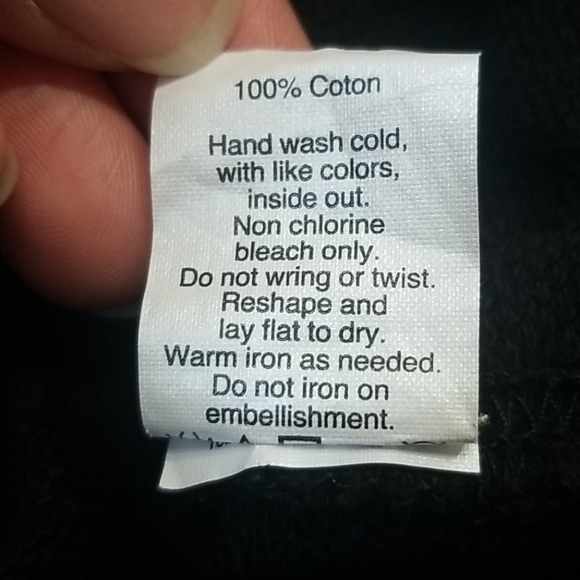 100% Coton
Hand wash cold,
with like colors,
inside out.
Non chlorine
bleach only.
Do not wring or twist.
Reshape and
lay flat to dry.
Warm iron as needed.
Do not iron on
embellishment.